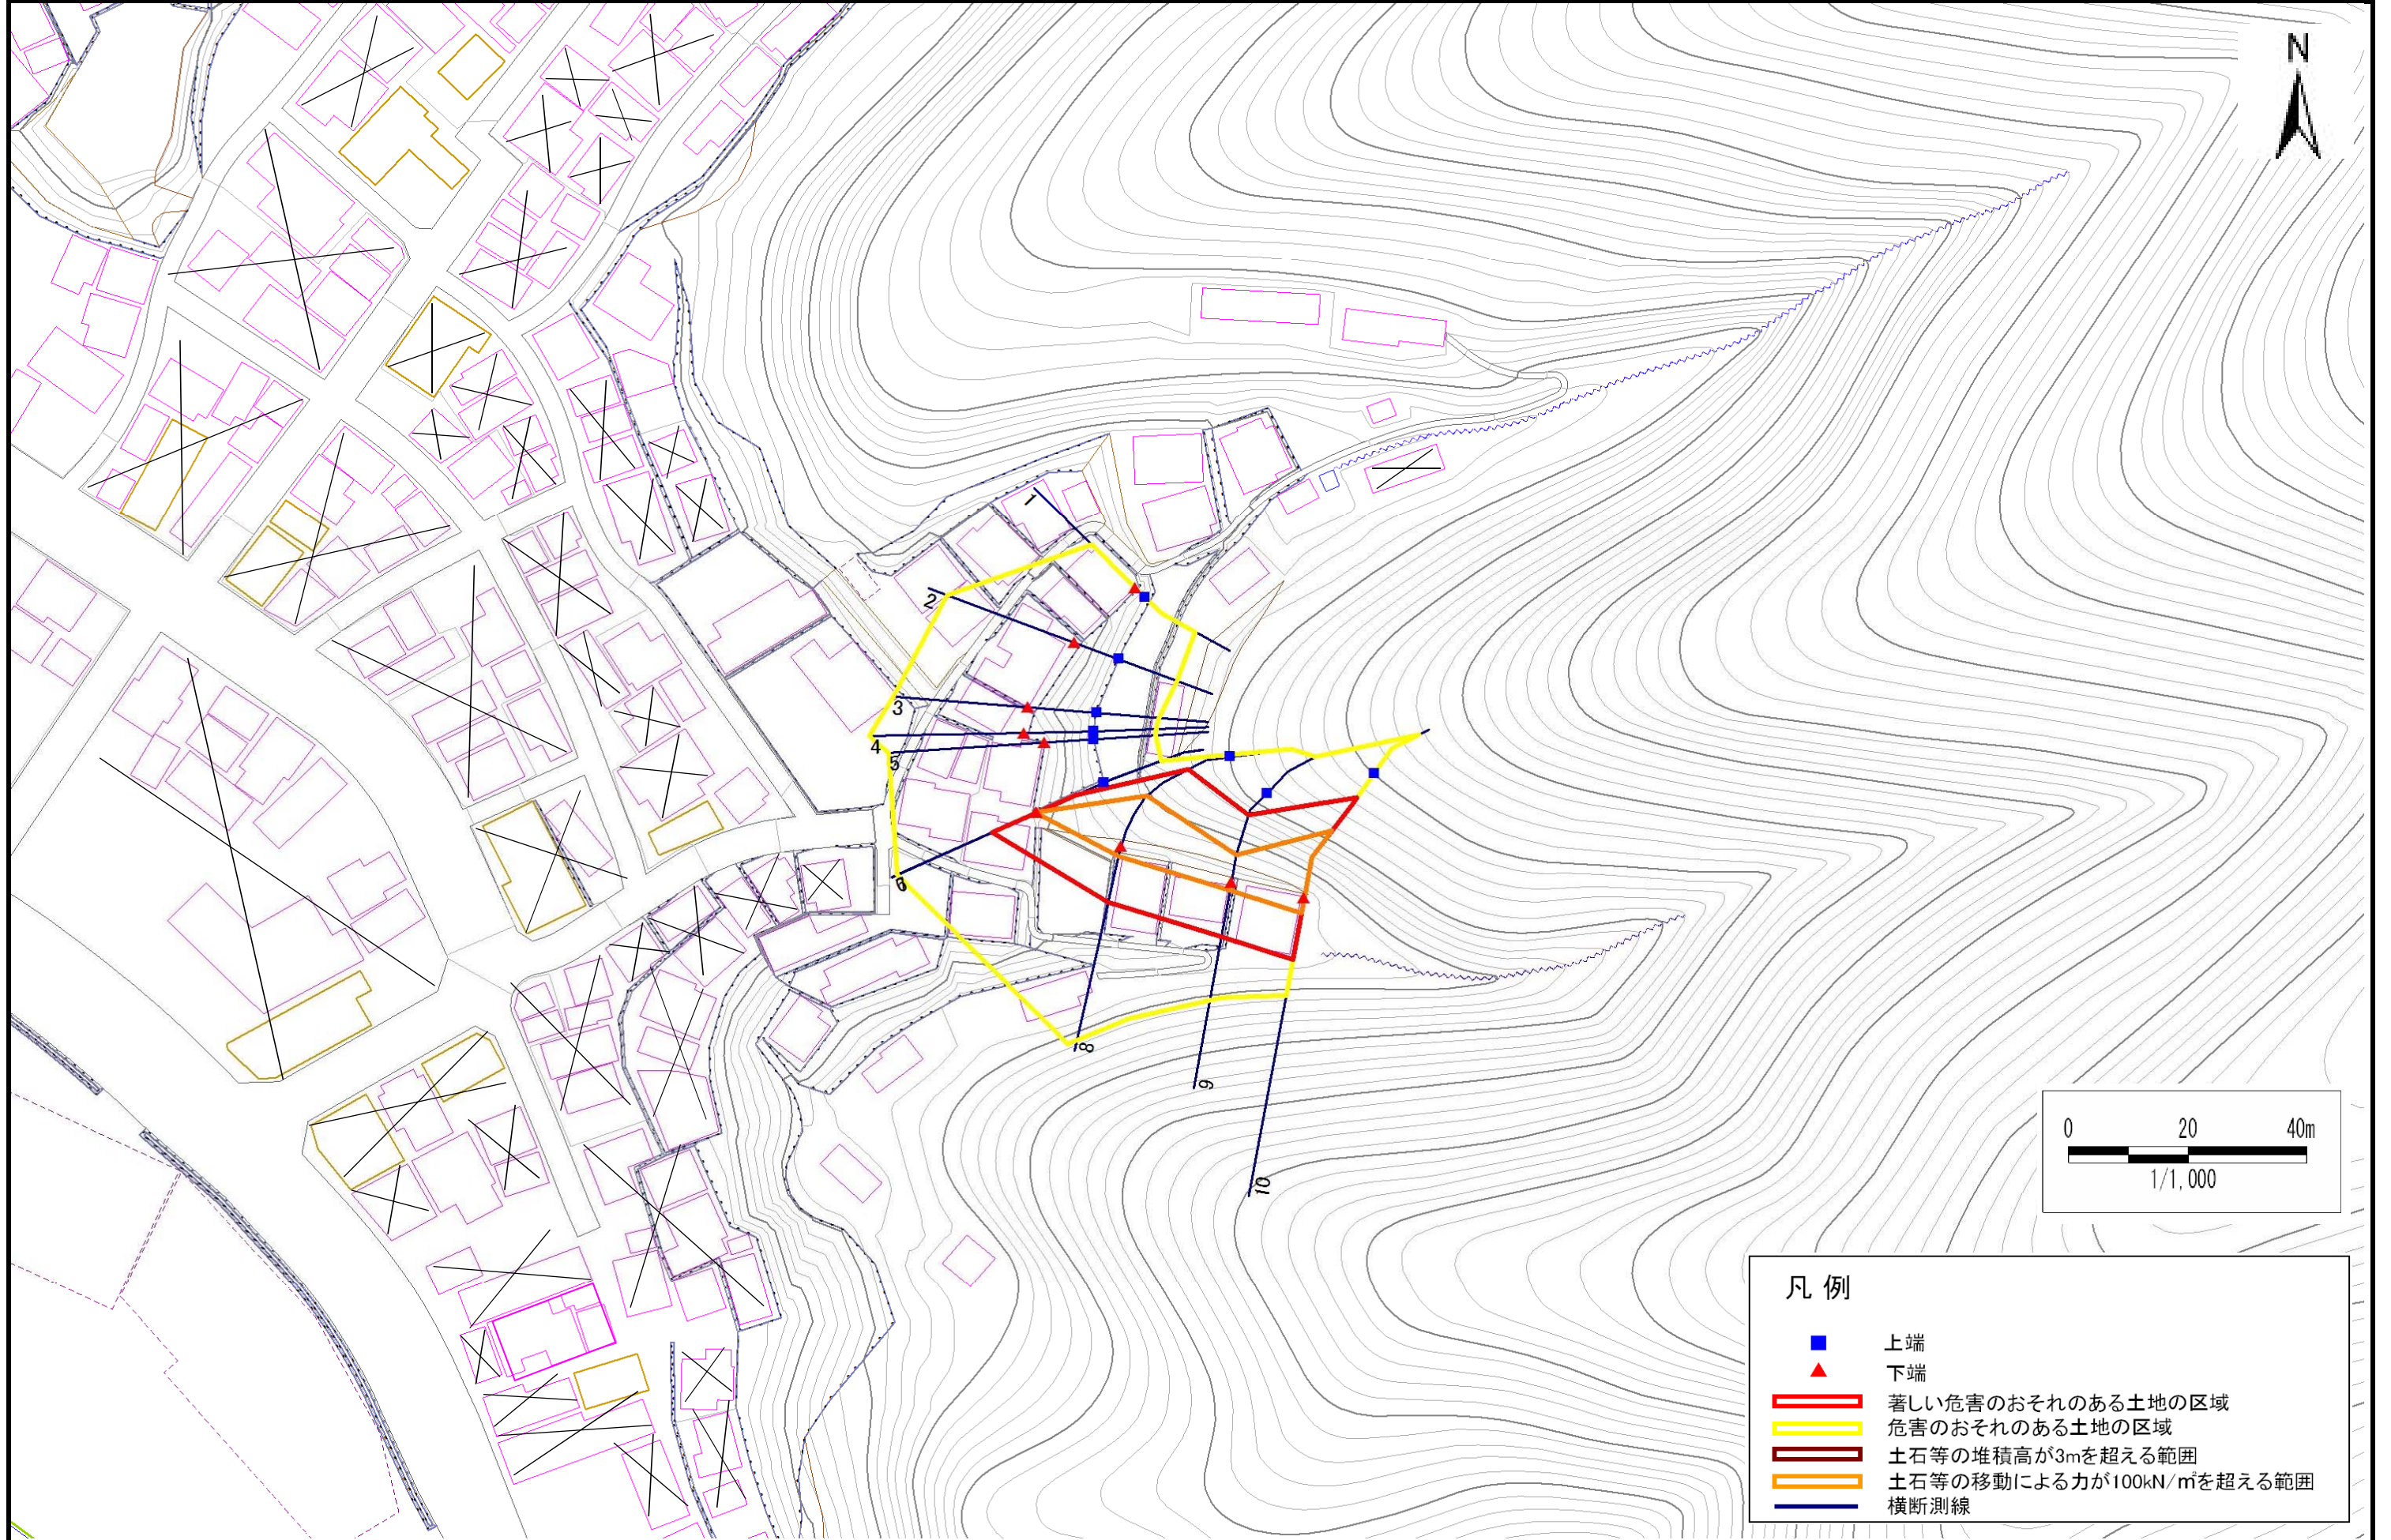 N
1
2
3
4
5
6
8
9
10
0 20 40m
1/1,000
凡 例
上端
下端
著しい危害のおそれのある土地の区域
危害のおそれのある土地の区域
土石等の堆積高が3mを超える範囲
土石等の移動による力が100kN/㎡を超える範囲
横断測線